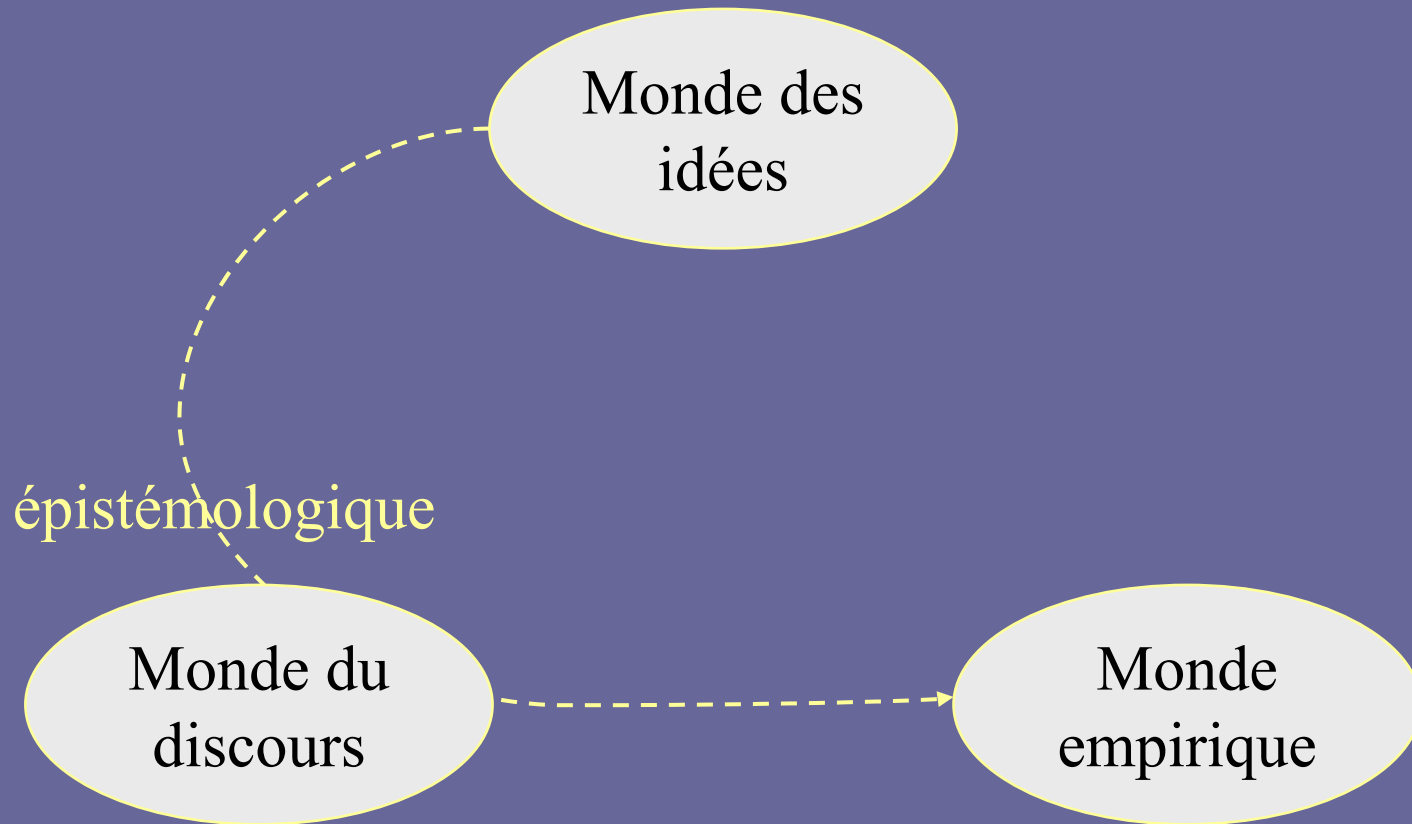 Monde des
idées
épistémologique
Monde du
discours
Monde
empirique